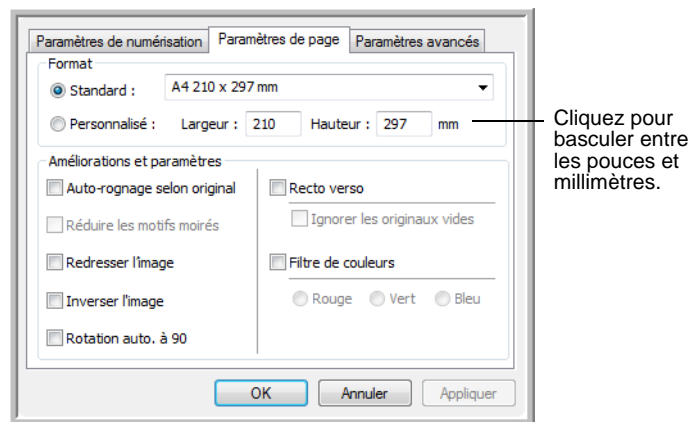 Paramètres de numérisation Paramètres de page Paramètres avancés
Format
Standard : A4 210 x 297 mm
Personnalisé : Largeur : 210 Hauteur : 297 mm
Cliquez pour
basculer entre
les pouces et
millimètres.
Améliorations et paramètres
Auto-rognage selon original
Recto verso
Réduire les motifs moirés
Ignorer les originaux vides
Redresser l'image
Filtre de couleurs
Inverser l'image
Rouge Vert Bleu
Rotation auto. à 90
OK Annuler Appliquer